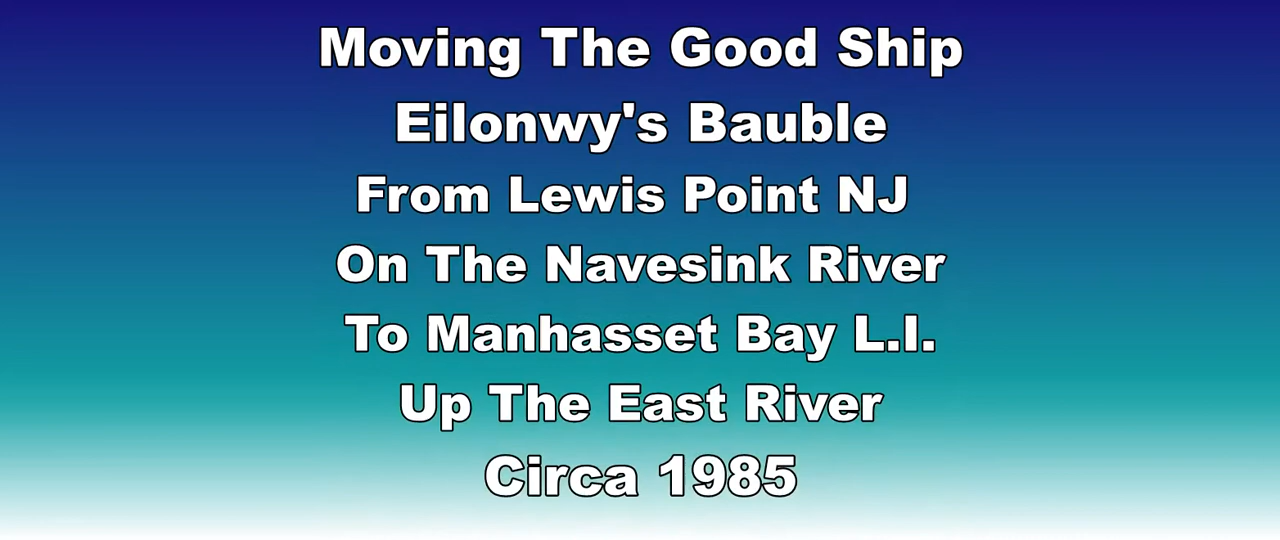 Moving The Good Ship
Eilonwy's Bauble
From Lewis Point NJ
On The Navesink River
To Manhasset Bay L.I.
Up The East River
Circa 1985